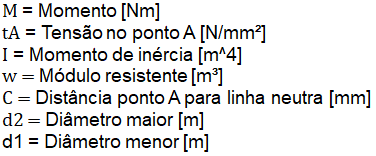 M = Momento [Nm]
tA = Tensão no ponto A [N/mm²]
I = Momento de inércia [m^4]
w = Módulo resistente [m³]
C = Distância ponto A para linha neutra [mm]
d2 = Diâmetro maior [m]
d1 = Diâmetro menor [m]